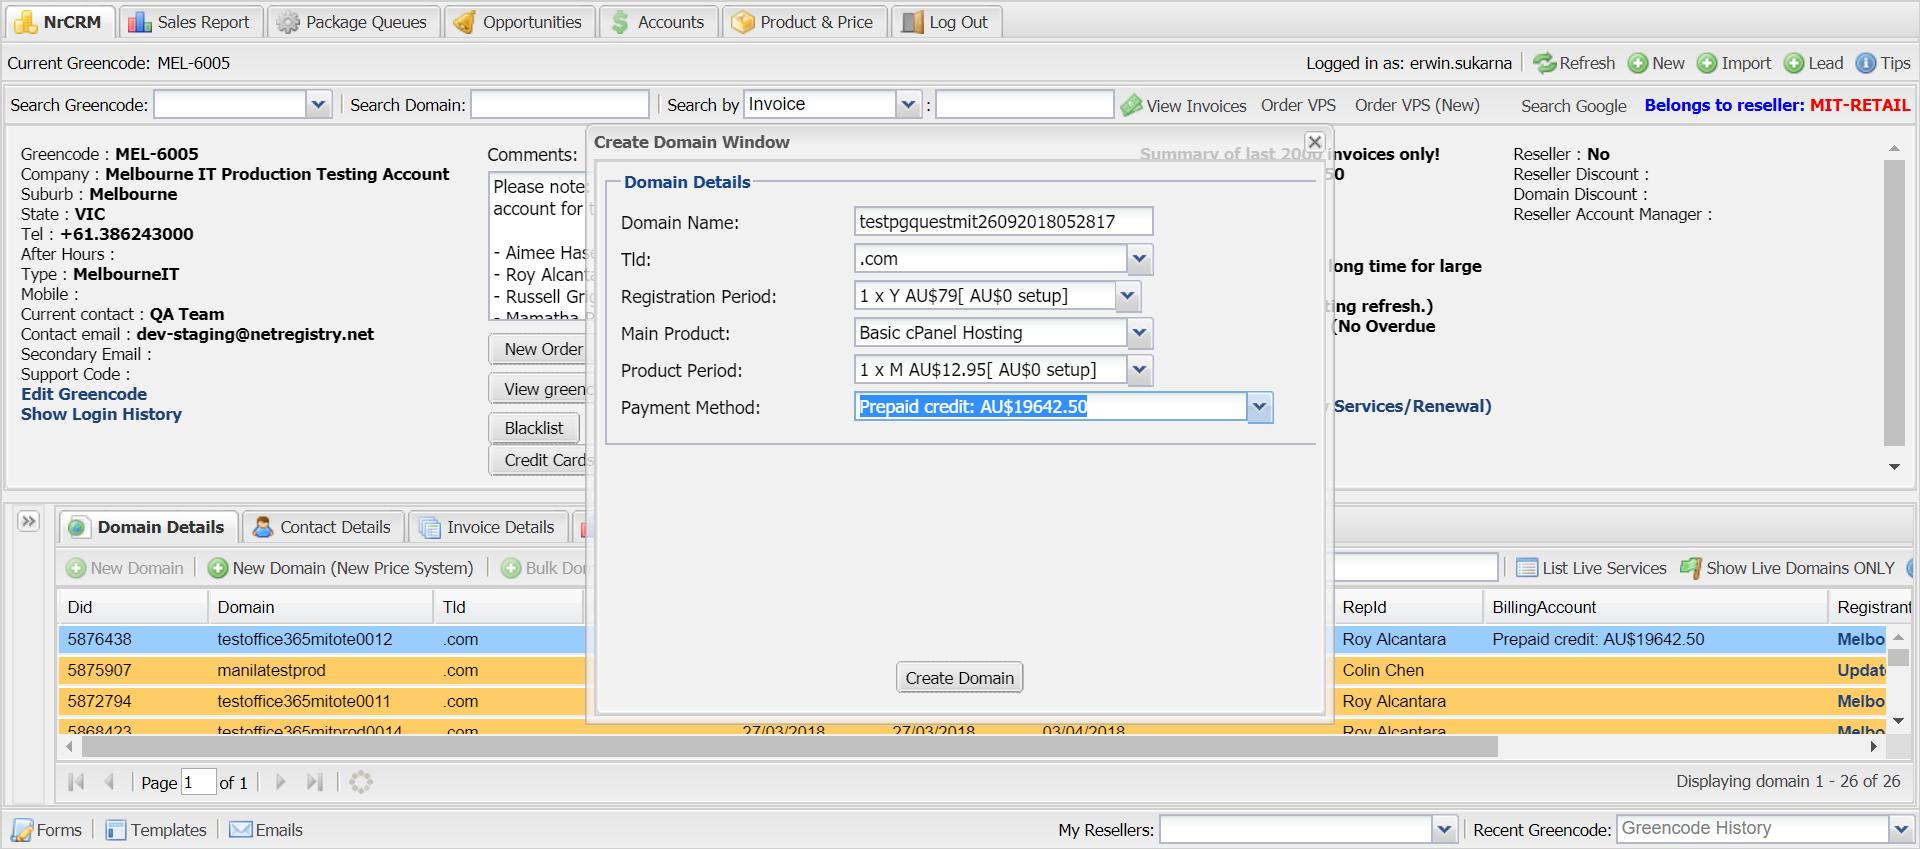 NrCRM Sales Report Package Queues Opportunities Accounts Product & Price Log Out
Current Greencode: MEL-6005 Logged in as: erwin.sukarna Refresh New Import Lead Tips
Search Greencode: Search Domain: Search by Invoice : View Invoices Order VPS Order VPS (New) Search Google Belongs to reseller: MIT-RETAIL
Greencode : MEL-6005
Company : Melbourne IT Production Testing Account
Suburb : Melbourne
State : VIC
Tel : +61.386243000
After Hours :
Type : MelbourneIT
Mobile :
Current contact : QA Team
Contact email : dev-staging@netregistry.net
Secondary Email :
Support Code :
Edit Greencode
Show Login History
Comments:
Please note:
account for t
- Aimee Hase
- Roy Alcanta
- Russell Grig
- Mamatha P
New Order
View greenc
Blacklist
Credit Cards
Create Domain Window
Domain Details
Domain Name: testpgquestmit26092018052817
Tld: .com
Registration Period: 1 x Y AU$79[ AU$0 setup]
Main Product: Basic cPanel Hosting
Product Period: 1 x M AU$12.95[ AU$0 setup]
Payment Method: Prepaid credit: AU$19642.50
Create Domain
Summary of last 2000 invoices only!
50
long time for large
ting refresh.)
(No Overdue
Services/Renewal)
Reseller : No
Reseller Discount :
Domain Discount :
Reseller Account Manager :
Domain Details Contact Details Invoice Details
New Domain New Domain (New Price System) Bulk Dom List Live Services Show Live Domains ONLY
Did Domain Tld RepId BillingAccount Registrant
5876438 testoffice365mitote0012 .com Roy Alcantara Prepaid credit: AU$19642.50 Melbo
5875907 manilatestprod .com Colin Chen Update
5872794 testoffice365mitote0011 .com Roy Alcantara Melbo
5868423 testoffice365mitprod0014 .com 27/03/2018 27/03/2018 03/04/2018 Roy Alcantara Melbo
Page 1 of 1 Displaying domain 1 - 26 of 26
Forms Templates Emails My Resellers: Recent Greencode: Greencode History